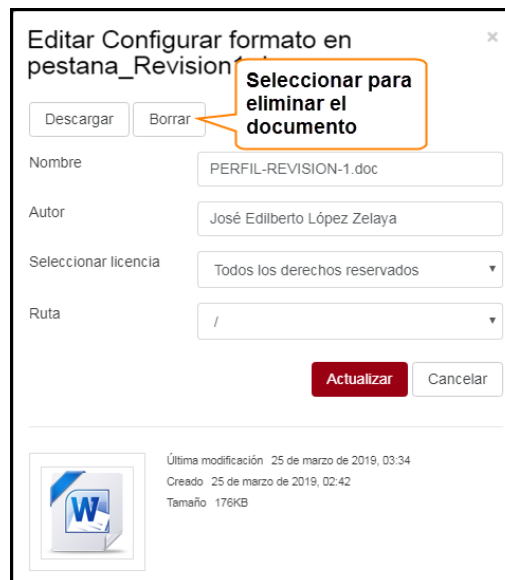 Editar Configurar formato en
pestana_Revision1
Seleccionar para
eliminar el
documento
Descargar
Borrar
Nombre
PERFIL-REVISION-1.doc
Autor
José Edilberto López Zelaya
Seleccionar licencia
Todos los derechos reservados
Ruta
/
Actualizar
Cancelar
Última modificación 25 de marzo de 2019, 03:34
Creado 25 de marzo de 2019, 02:42
Tamaño 176KB
W